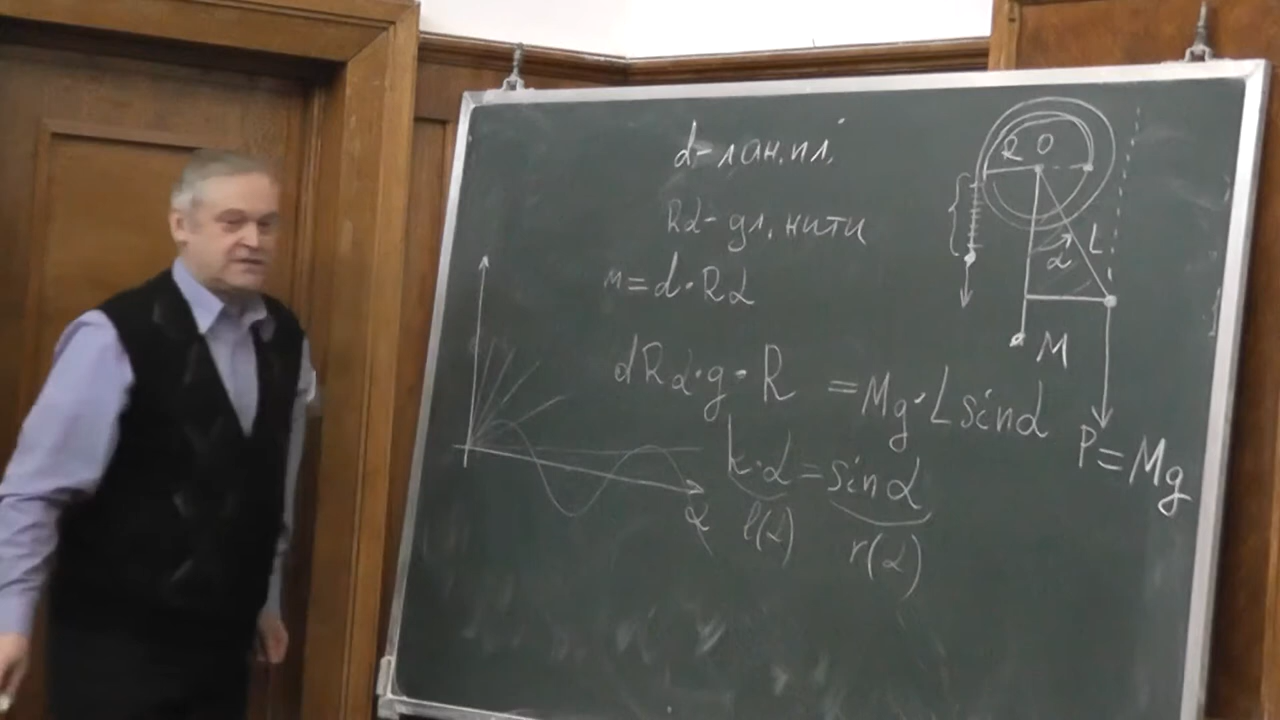 d - лин. пл.
Rα - дл. нити
м = d · Rα
dRα · g · R = Mg · L sinα
k · α = sinα
l(α)
r(α)
α
R O
L
α
M
P = Mg